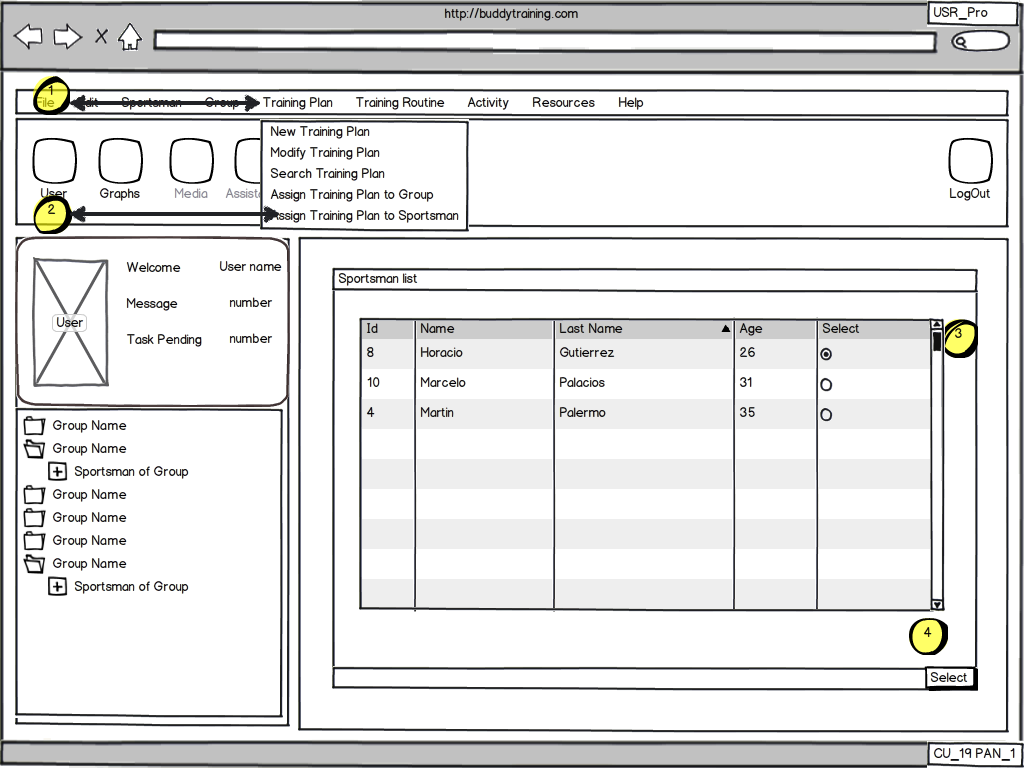 http://buddytraining.com
USR_Pro
1
File Edit Sportsman Group Training Plan Training Routine Activity Resources Help
New Training Plan
Modify Training Plan
Search Training Plan
Assign Training Plan to Group
Assign Training Plan to Sportsman
User Graphs Media LogOut
2
Welcome User name
Message number
User
Task Pending number
Group Name
Group Name
Sportsman of Group
Group Name
Group Name
Group Name
Group Name
Sportsman of Group
Sportsman list
Id Name Last Name Age Select
3
8 Horacio Gutierrez 26
10 Marcelo Palacios 31
4 Martin Palermo 35
4
Select
CU_19 PAN_1